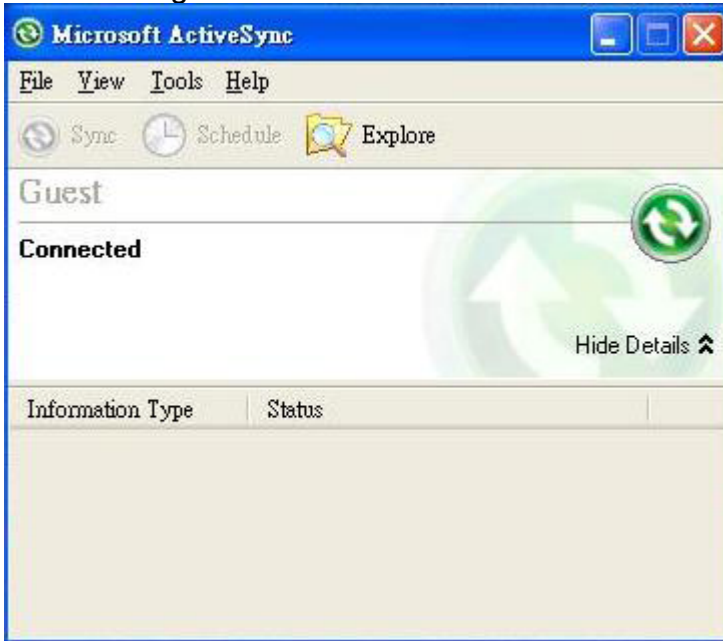 Microsoft ActiveSync
File View Tools Help
Sync Schedule Explore
Guest
Connected
Hide Details
Information Type Status